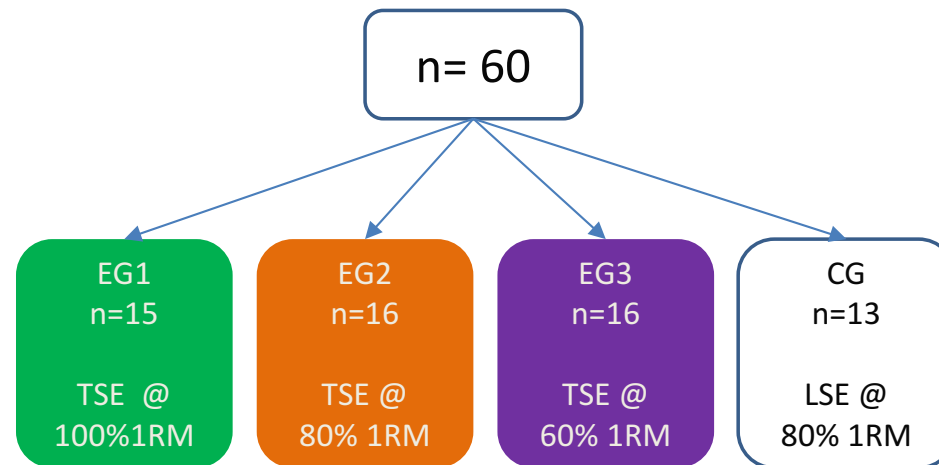 n= 60
EG1
n=15
TSE @
100%1RM
EG2
n=16
TSE @
80% 1RM
EG3
n=16
TSE @
60% 1RM
CG
n=13
LSE @
80% 1RM